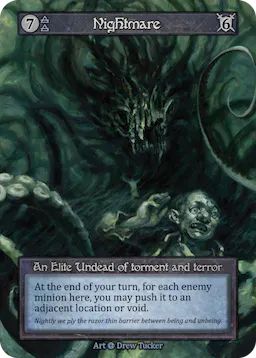 7 Nightmare 6
An Elite Undead of torment and terror
At the end of your turn, for each enemy
minion here, you may push it to an
adjacent location or void.
Nightly we ply the razor thin barrier between being and unbeing.
Art @ Drew Tucker